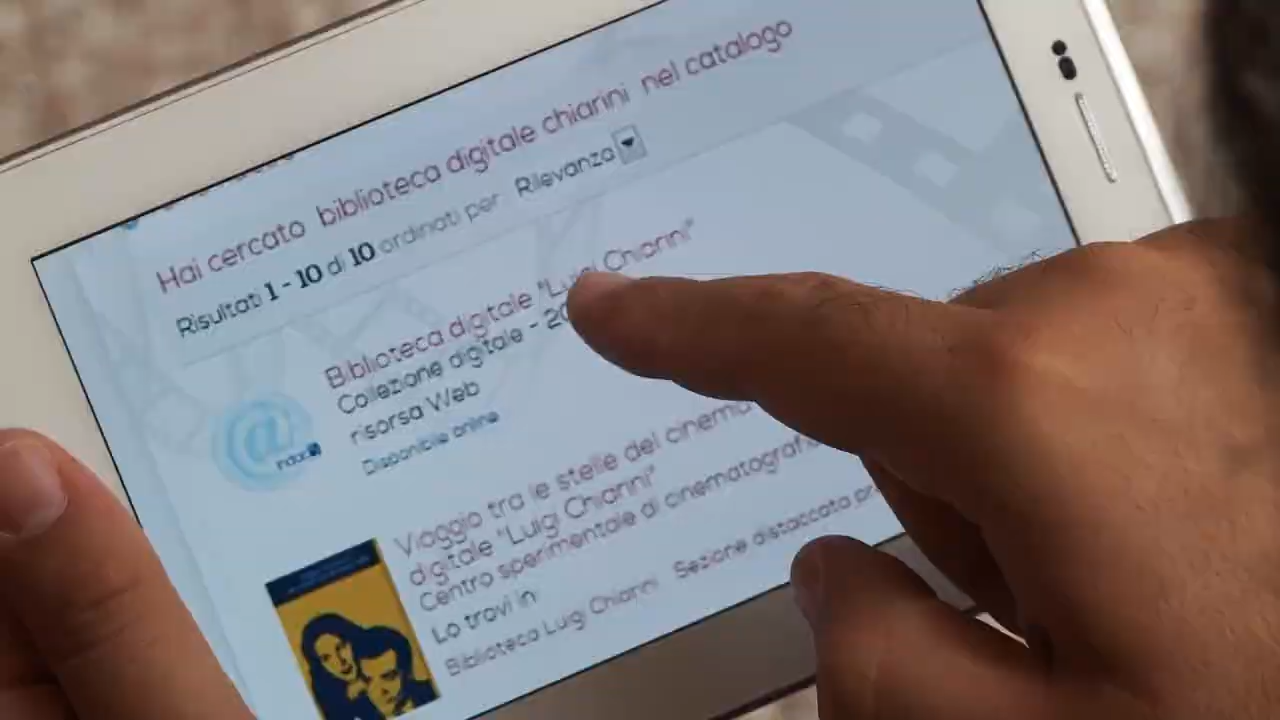 Hai cercato biblioteca digitale chiarini nel catalogo
Risultati 1 - 10 di 10 ordinati per Rilevanza
Biblioteca digitale "Luigi Chiarini"
Collezione digitale - 20
risorsa Web
Disponibile online
Viaggio tra le stelle del cinema
digitale "Luigi Chiarini"
Centro sperimentale di cinematografia
Lo trovi in:
Biblioteca Luigi Chiarini Sezione distaccata